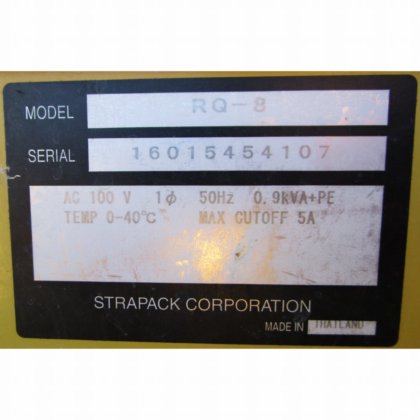 MODEL RQ-8
SERIAL 16015454107
AC 100 V 1φ 50Hz 0.9kVA+PE
TEMP 0-40℃ MAX CUTOFF 5A
STRAPACK CORPORATION
MADE IN THAILAND